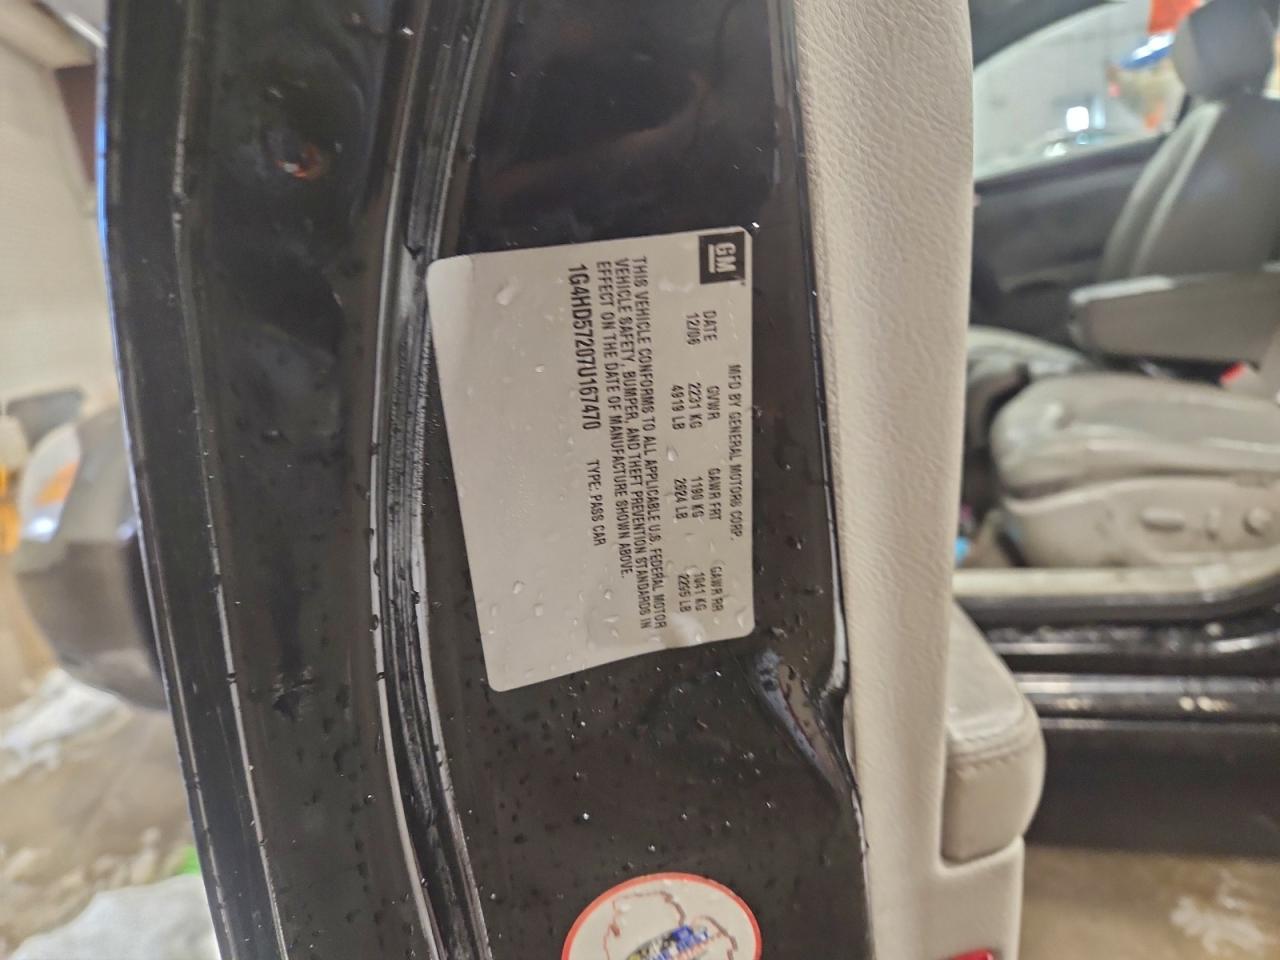 GM
MFD BY GENERAL MOTORS CORP.
DATE GVWR GAWR FRT GAWR RR
12/06 2231 KG 1190 KG 1041 KG
4919 LB 2624 LB 2295 LB
THIS VEHICLE CONFORMS TO ALL APPLICABLE U.S. FEDERAL MOTOR
VEHICLE SAFETY, BUMPER, AND THEFT PREVENTION STANDARDS IN
EFFECT ON THE DATE OF MANUFACTURE SHOWN ABOVE.
1G4HD57207U167470 TYPE: PASS CAR